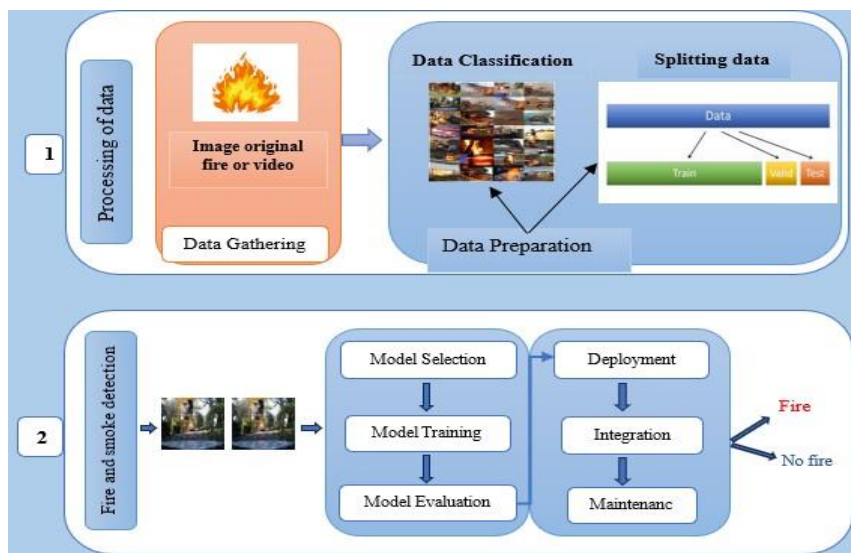 1
Processing of data
Image original
fire or video
Data Gathering
Data Classification
Splitting data
Data
Train
Valid
Test
Data Preparation
2
Fire and smoke detection
Model Selection
Model Training
Model Evaluation
Deployment
Integration
Maintenanc
Fire
No fire